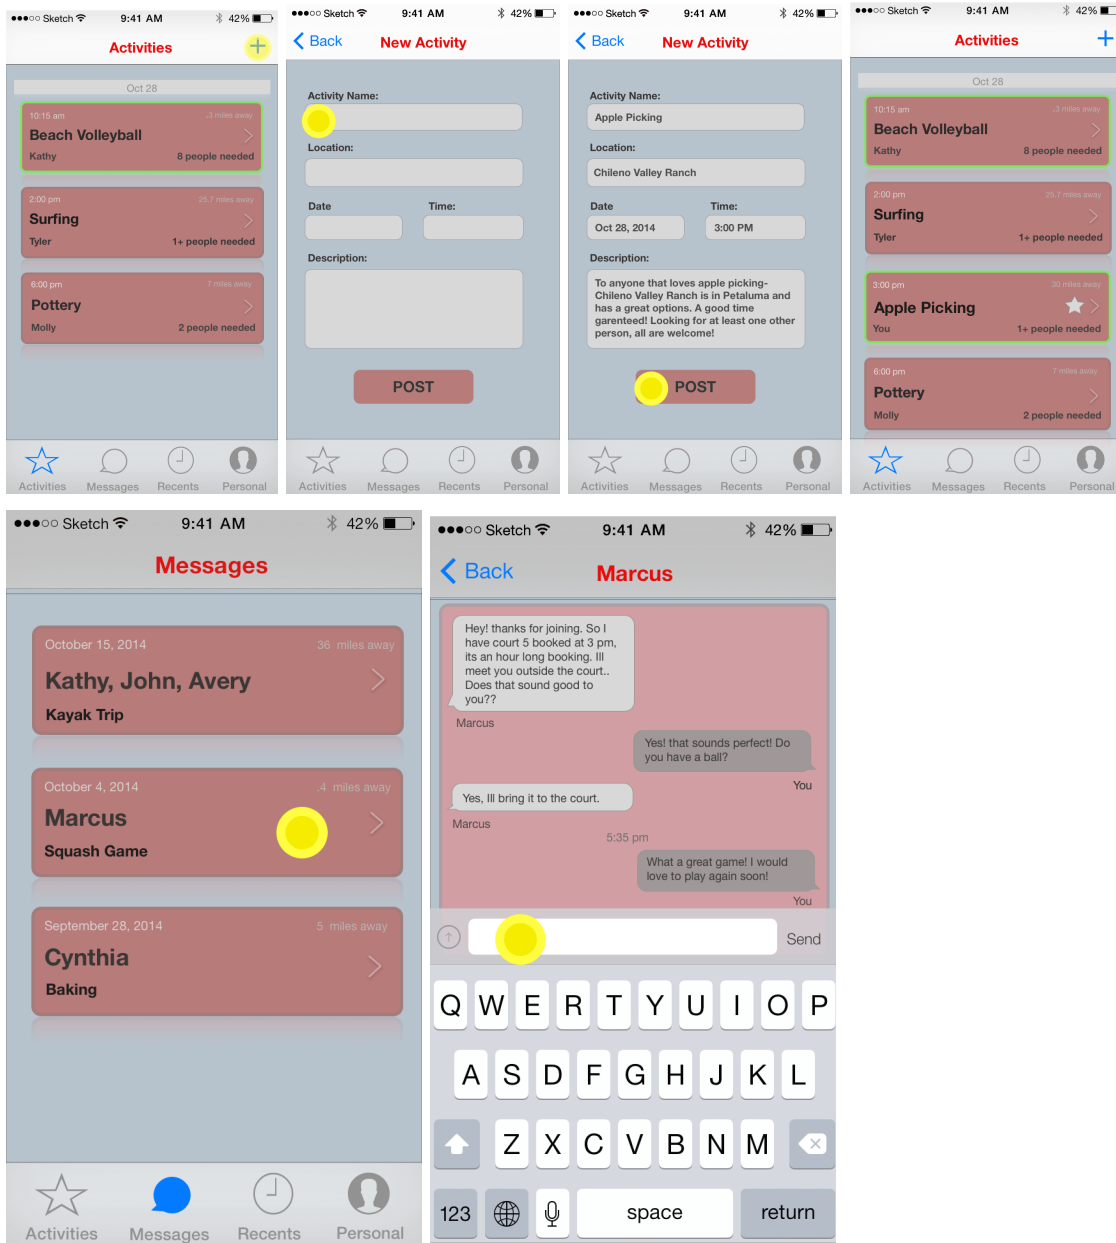 Sketch 9:41 AM 42%
Activities +
Oct 28
10:15 am .3 miles away
Beach Volleyball
Kathy 8 people needed
2:00 pm 25.7 miles away
Surfing
Tyler 1+ people needed
6:00 pm 7 miles away
Pottery
Molly 2 people needed
Activities Messages Recents Personal
Sketch 9:41 AM 42%
Back New Activity
Activity Name:
Location:
Date Time:
Description:
POST
Activities Messages Recents Personal
Sketch 9:41 AM 42%
Back New Activity
Activity Name:
Apple Picking
Location:
Chileno Valley Ranch
Date Time:
Oct 28, 2014 3:00 PM
Description:
To anyone that loves apple picking-
Chileno Valley Ranch is in Petaluma and
has a great options. A good time
garenteed! Looking for at least one other
person, all are welcome!
POST
Activities Messages Recents Personal
Sketch 9:41 AM 42%
Activities +
Oct 28
10:15 am .3 miles away
Beach Volleyball
Kathy 8 people needed
2:00 pm 25.7 miles away
Surfing
Tyler 1+ people needed
3:00 pm 30 miles away
Apple Picking
You 1+ people needed
6:00 pm 7 miles away
Pottery
Molly 2 people needed
Activities Messages Recents Personal
Sketch 9:41 AM 42%
Messages
October 15, 2014 36 miles away
Kathy, John, Avery
Kayak Trip
October 4, 2014 .4 miles away
Marcus
Squash Game
September 28, 2014 5 miles away
Cynthia
Baking
Activities Messages Recents Personal
Sketch 9:41 AM 42%
Back Marcus
Hey! thanks for joining. So I
have court 5 booked at 3 pm,
its an hour long booking. Ill
meet you outside the court..
Does that sound good to
you??
Marcus
Yes! that sounds perfect! Do
you have a ball?
You
Yes, Ill bring it to the court.
Marcus
5:35 pm
What a great game! I would
love to play again soon!
You
Send
Q W E R T Y U I O P
A S D F G H J K L
Z X C V B N M
123 space return